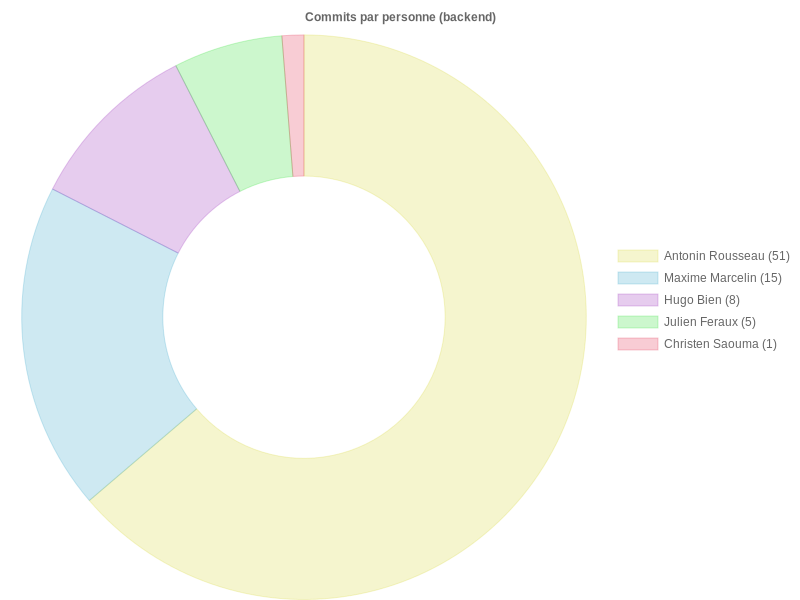 Commits par personne (backend)
Antonin Rousseau (51)
Maxime Marcelin (15)
Hugo Bien (8)
Julien Feraux (5)
Christen Saouma (1)